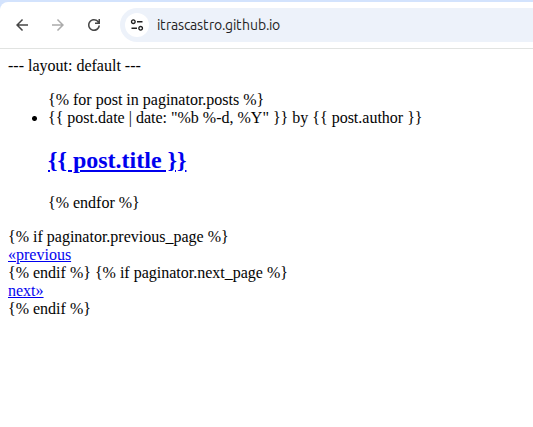 itrascastro.github.io
--- layout: default ---
{% for post in paginator.posts %}
{{ post.date | date: "%b %-d, %Y" }} by {{ post.author }}
{{ post.title }}
{% endfor %}
{% if paginator.previous_page %}
«previous
{% endif %} {% if paginator.next_page %}
next»
{% endif %}